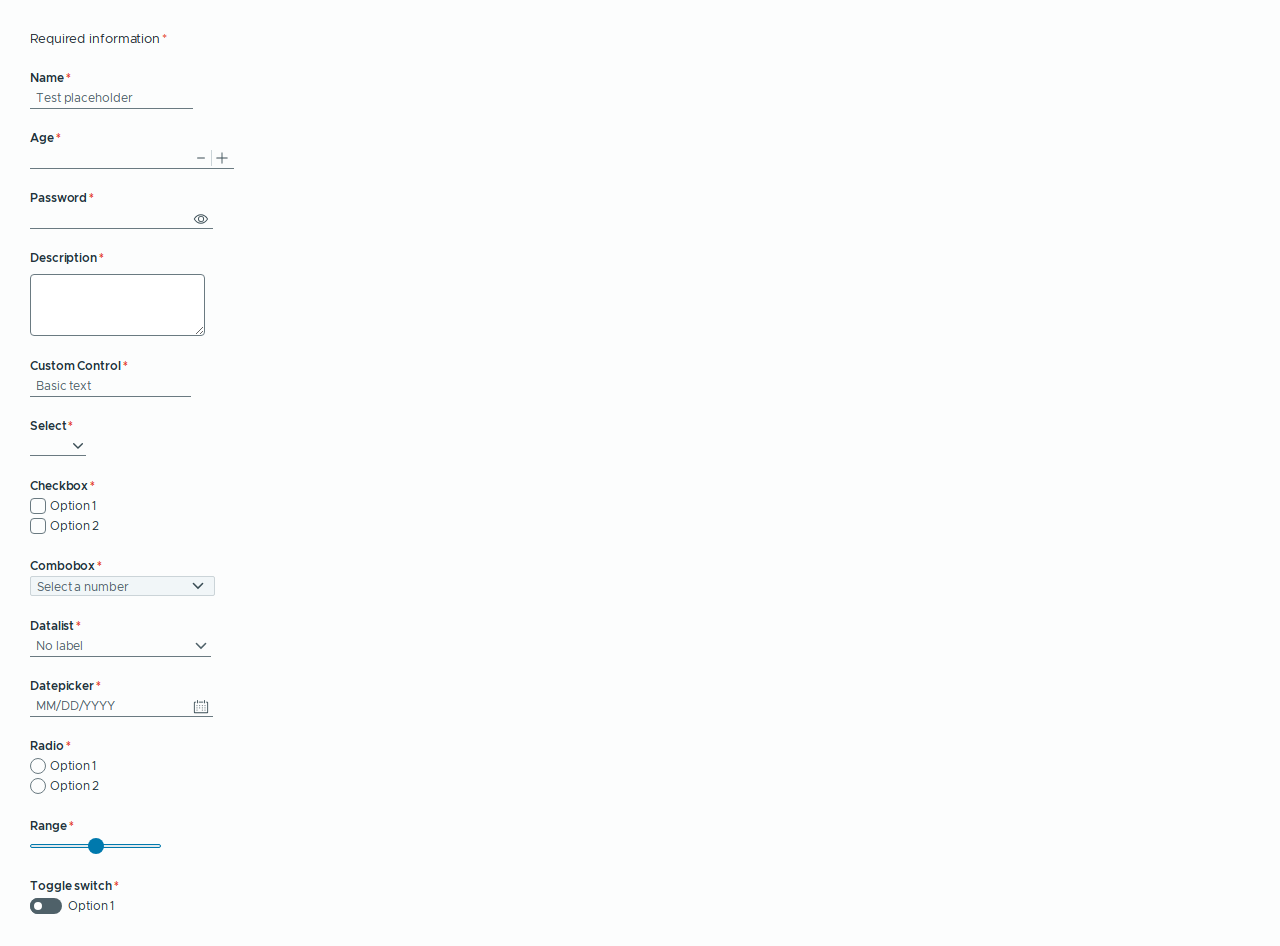 Required information *
Name *
Test placeholder
Age *
Password *
Description *
Custom Control *
Basic text
Select *
Checkbox *
Option 1
Option 2
Combobox *
Select a number
Datalist *
No label
Datepicker *
MM/DD/YYYY
Radio *
Option 1
Option 2
Range *
Toggle switch *
Option 1